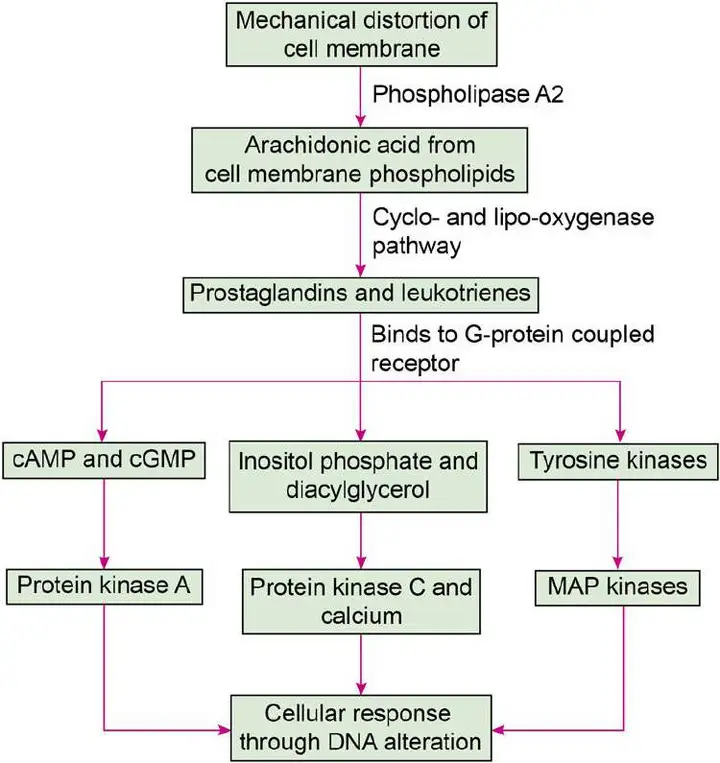 Mechanical distortion of
cell membrane
Phospholipase A2
Arachidonic acid from
cell membrane phospholipids
Cyclo- and lipo-oxygenase
pathway
Prostaglandins and leukotrienes
Binds to G-protein coupled
receptor
cAMP and cGMP
Inositol phosphate and
diacylglycerol
Tyrosine kinases
Protein kinase A
Protein kinase C and
calcium
MAP kinases
Cellular response
through DNA alteration